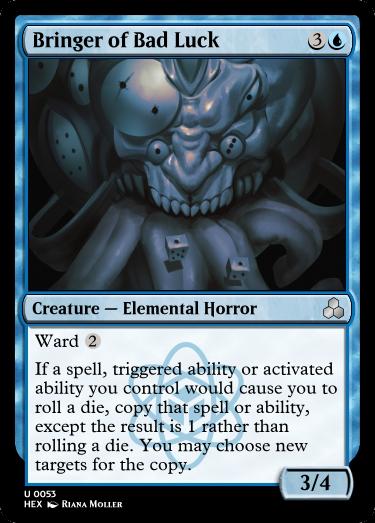 Bringer of Bad Luck 3
Creature — Elemental Horror
Ward 2
If a spell, triggered ability or activated
ability you control would cause you to
roll a die, copy that spell or ability,
except the result is 1 rather than
rolling a die. You may choose new
targets for the copy.
3/4
U 0053
HEX RIANA MOLLER